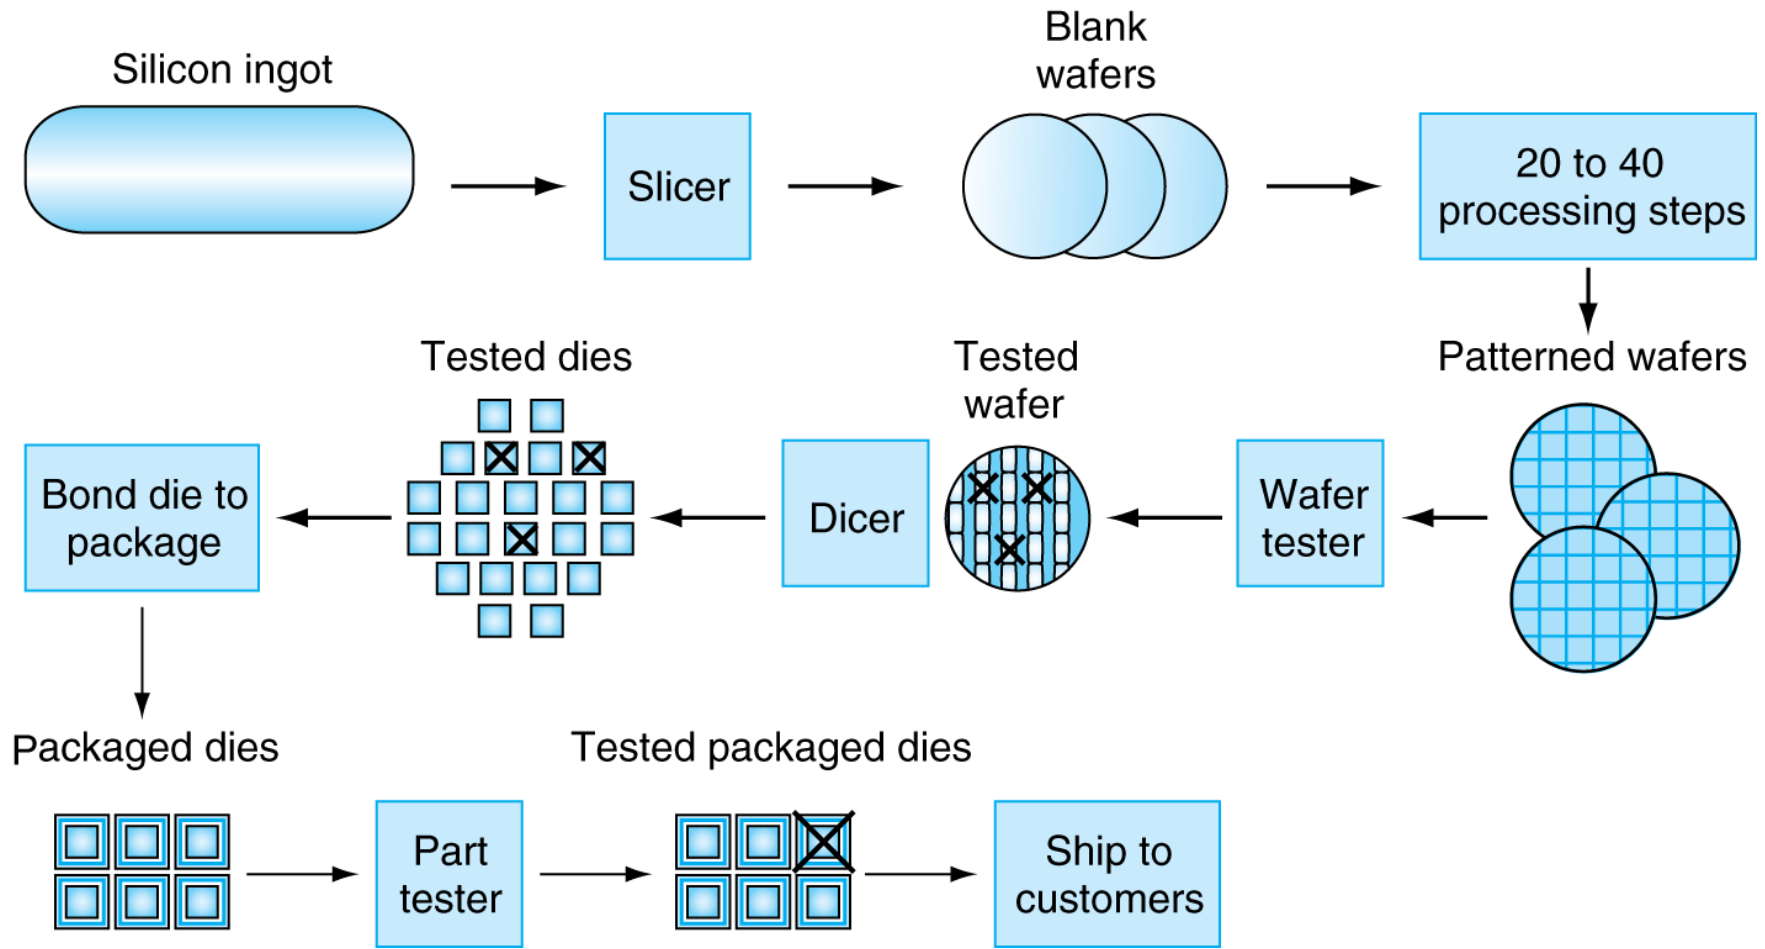 Silicon ingot
Slicer
Blank
wafers
20 to 40
processing steps
Patterned wafers
Wafer
tester
Tested
wafer
Dicer
Tested dies
Bond die to
package
Packaged dies
Part
tester
Tested packaged dies
Ship to
customers